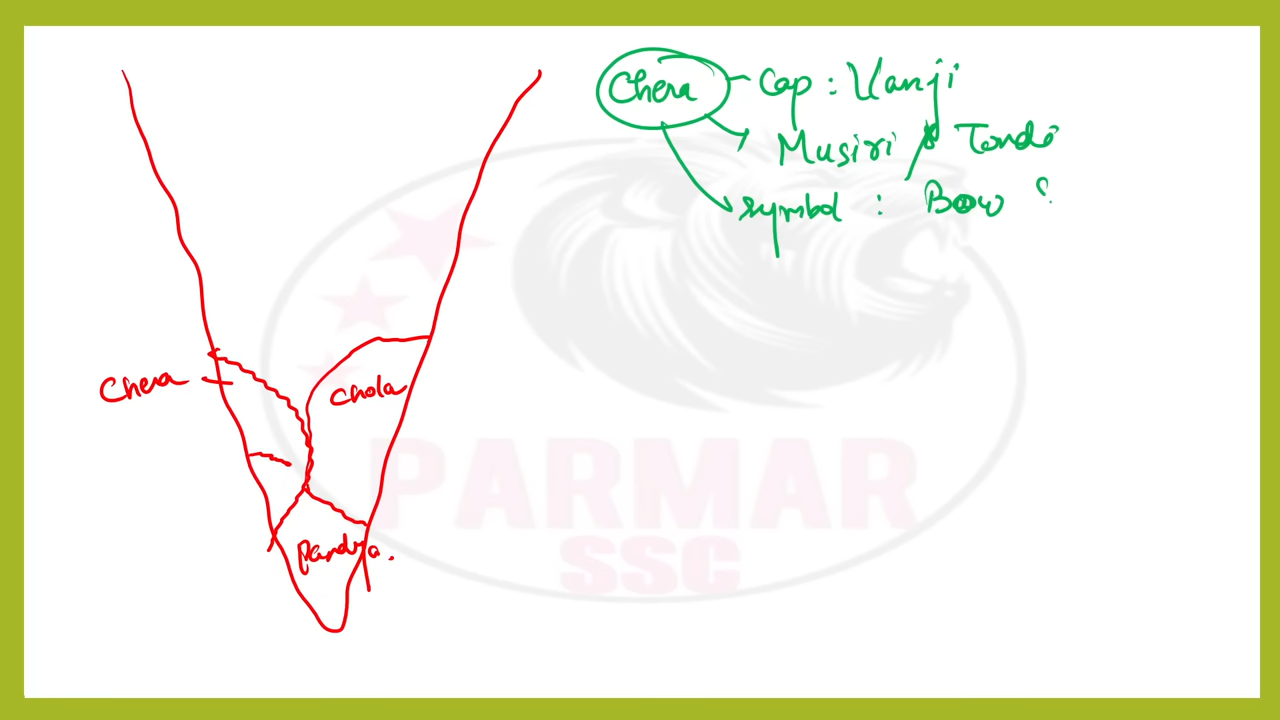 Chera - Cap : Vanji
Musiri & Tondi
symbol : Bow
Chera
Chola
Pandya.
PARMAR
SSC